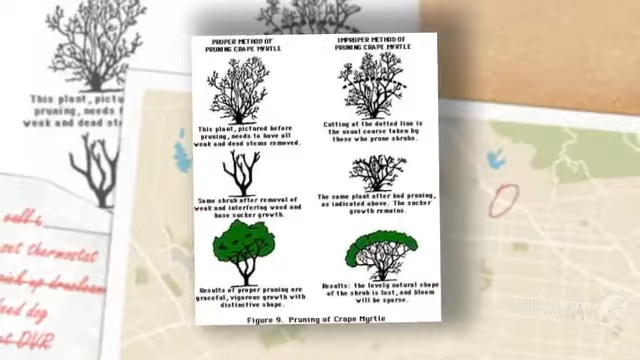 PROPER METHOD OF
PRUNING CRAPE MYRTLE
This plant, pictured before
pruning, needs to have all
weak and dead stems removed.
Same shrub after removal of
weak and interfering wood and
base sucker growth.
Results of proper pruning are
graceful, vigorous growth with
distinctive shape.
IMPROPER METHOD OF
PRUNING CRAPE MYRTLE
Cutting at the dotted line is
the usual course taken by
those who prune shrubs.
The same plant after bad pruning,
as indicated above. The sucker
growth remains.
Results: the lovely natural shape
of the shrub is lost, and bloom
will be sparse.
Figure 9. Pruning of Crape Myrtle
This plant, pictu
pruning, needs
weak and dead st
thermostat
dog
DVR